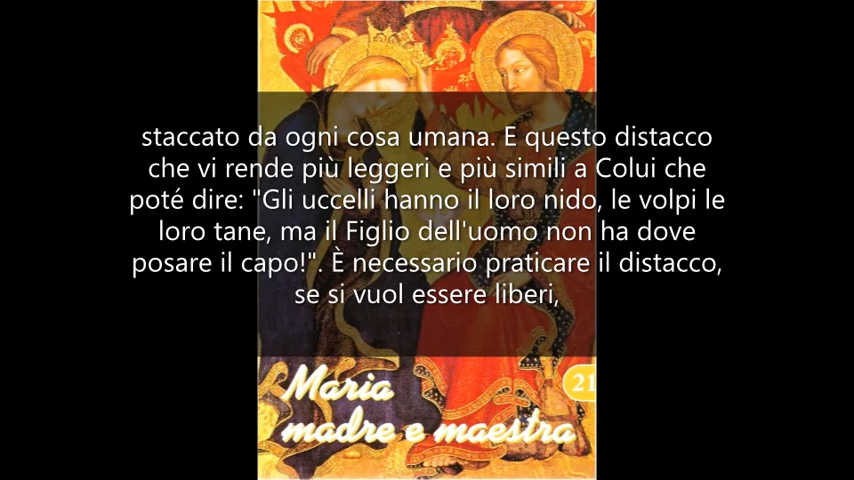 staccato da ogni cosa umana. E questo distacco
che vi rende più leggeri e più simili a Colui che
poté dire: "Gli uccelli hanno il loro nido, le volpi le
loro tane, ma il Figlio dell'uomo non ha dove
posare il capo!". È necessario praticare il distacco,
se si vuol essere liberi,
Maria
21
madre e maestra